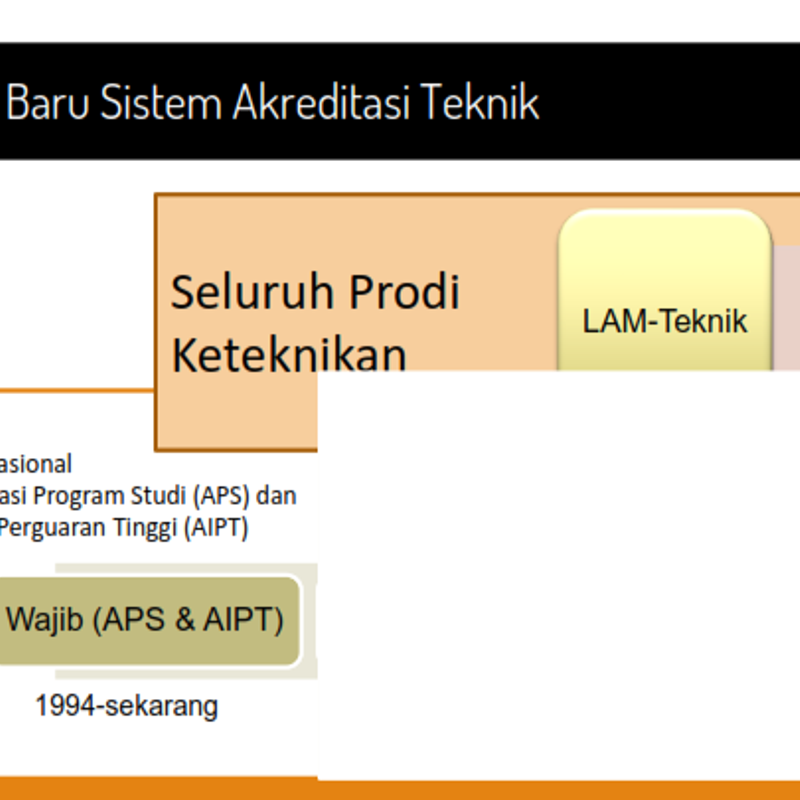 Baru Sistem Akreditasi Teknik
Seluruh Prodi
Keteknikan
LAM-Teknik
asional
asi Program Studi (APS) dan
Perguaran Tinggi (AIPT)
Wajib (APS & AIPT)
1994-sekarang